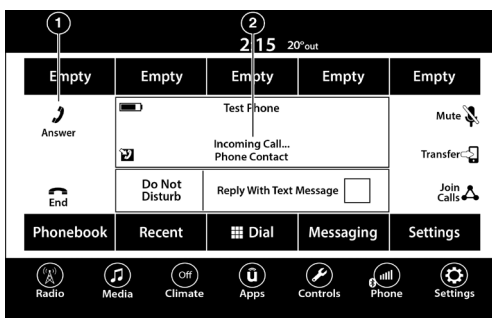 1
2
2:15 20°out
Empty Empty Empty Empty Empty
Test Phone
Mute
Answer
Incoming Call...
Phone Contact
Transfer
Do Not
Disturb
Reply With Text Message
Join
Calls
End
Phonebook Recent Dial Messaging Settings
Off
û
Radio Media Climate Apps Controls Phone Settings